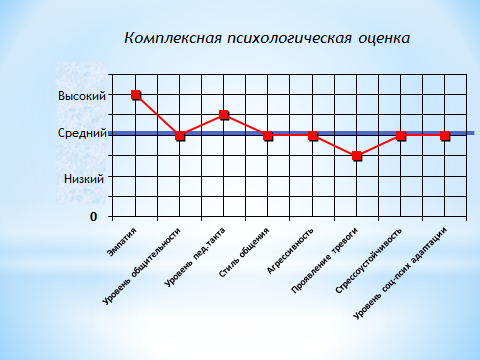 Комплексная психологическая оценка
Высокий
Средний
Низкий
0
Эмпатия
Уровень общительности
Уровень пед.такта
Стиль общения
Агрессивность
Проявление тревоги
Стрессоустойчивость
Уровень соц-псих адаптации